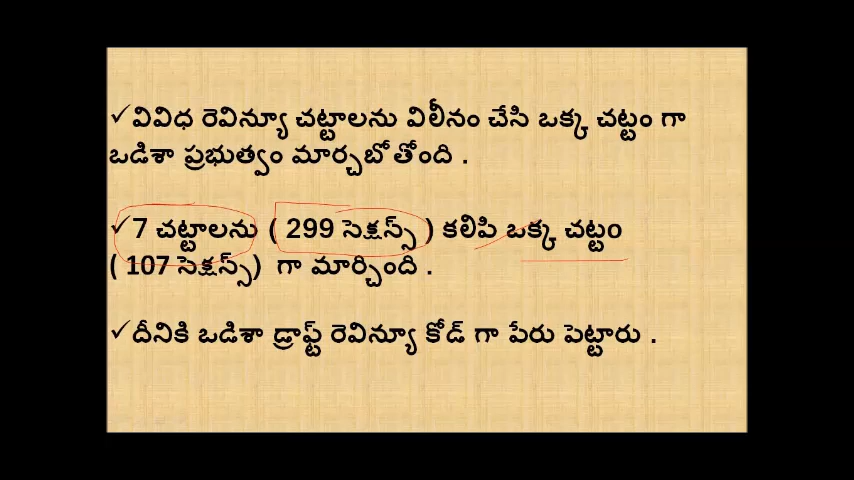 ✓వివిధ రెవిన్యూ చట్టాలను విలీనం చేసి ఒక్క చట్టం గా
ఒడిశా ప్రభుత్వం మార్చబోతోంది .
✓7 చట్టాలను ( 299 సెక్షన్స్ ) కలిపి ఒక్క చట్టం
( 107 సెక్షన్స్ ) గా మార్చింది .
✓దీనికి ఒడిశా డ్రాఫ్ట్ రెవిన్యూ కోడ్ గా పేరు పెట్టారు .